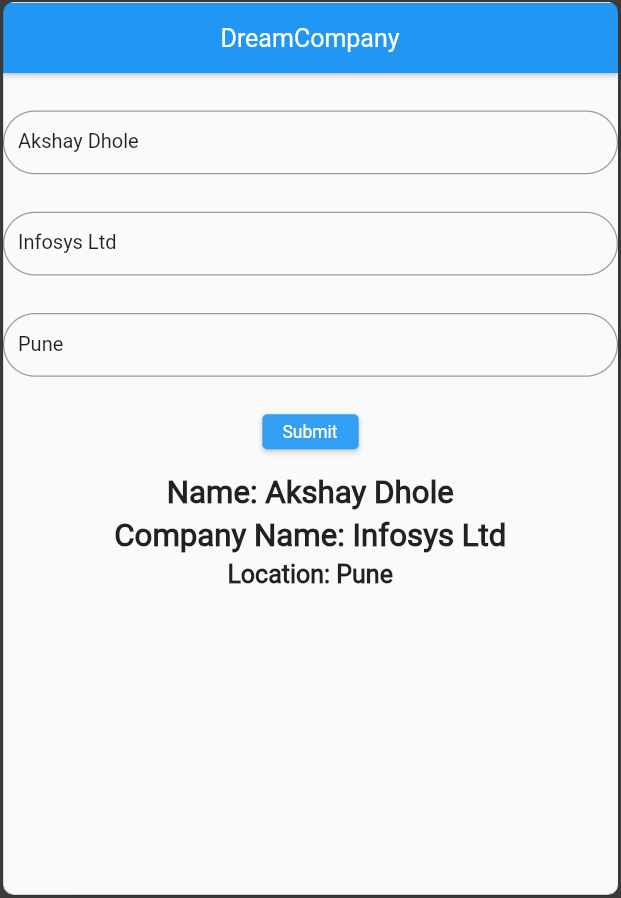 DreamCompany
Akshay Dhole
Infosys Ltd
Pune
Submit
Name: Akshay Dhole
Company Name: Infosys Ltd
Location: Pune